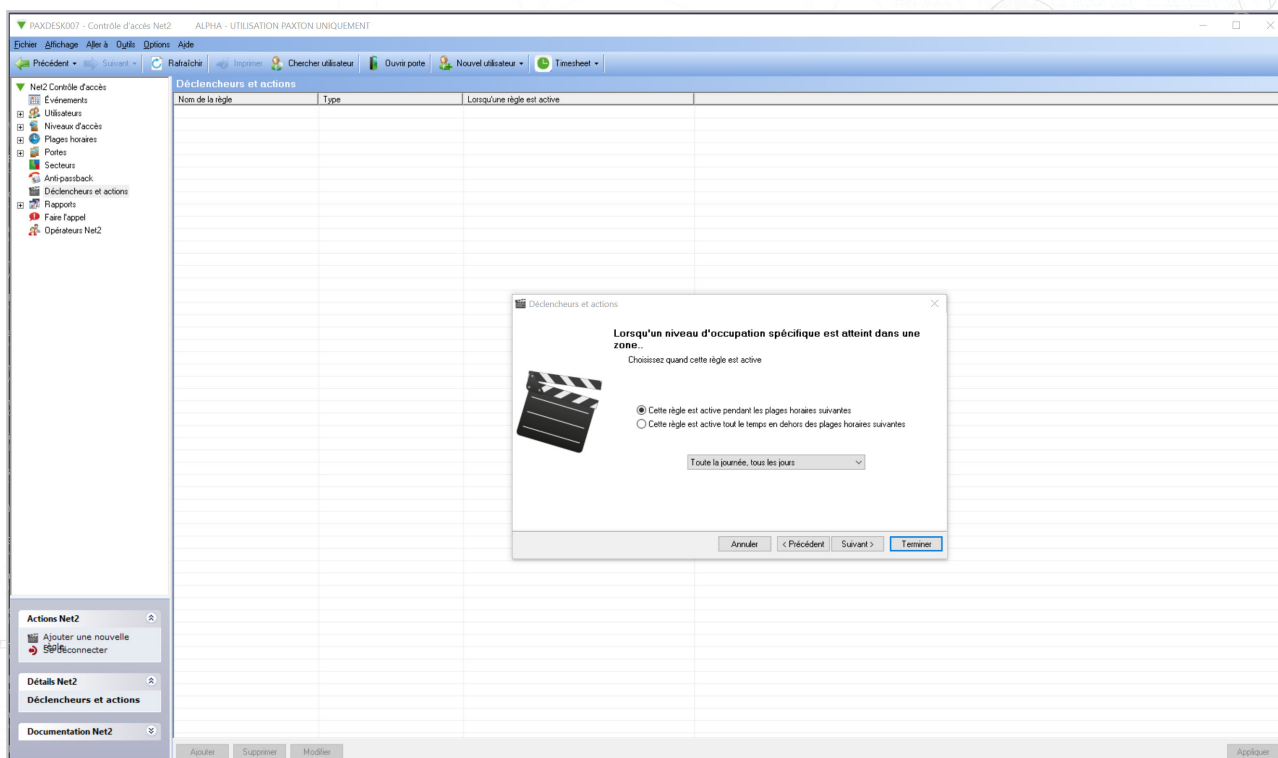 PAXDESK007 - Contrôle d'accès Net2 ALPHA - UTILISATION PAXTON UNIQUEMENT
Fichier Affichage Aller à Outils Options Aide
Précédent Suivant Rafraîchir Imprimer Chercher utilisateur Ouvrir porte Nouvel utilisateur Timesheet
Net2 Contrôle d'accès
Événements
Utilisateurs
Niveaux d'accès
Plages horaires
Portes
Secteurs
Anti-passback
Déclencheurs et actions
Rapports
Faire l'appel
Opérateurs Net2
Déclencheurs et actions
Nom de la règle Type Lorsqu'une règle est active
Déclencheurs et actions
Lorsqu'un niveau d'occupation spécifique est atteint dans une
zone..
Choisissez quand cette règle est active
Cette règle est active pendant les plages horaires suivantes
Cette règle est active tout le temps en dehors des plages horaires suivantes
Toute la journée, tous les jours
Annuler < Précédent Suivant > Terminer
Actions Net2
Ajouter une nouvelle
règle
Se déconnecter
Détails Net2
Déclencheurs et actions
Documentation Net2
Ajouter Supprimer Modifier Appliquer